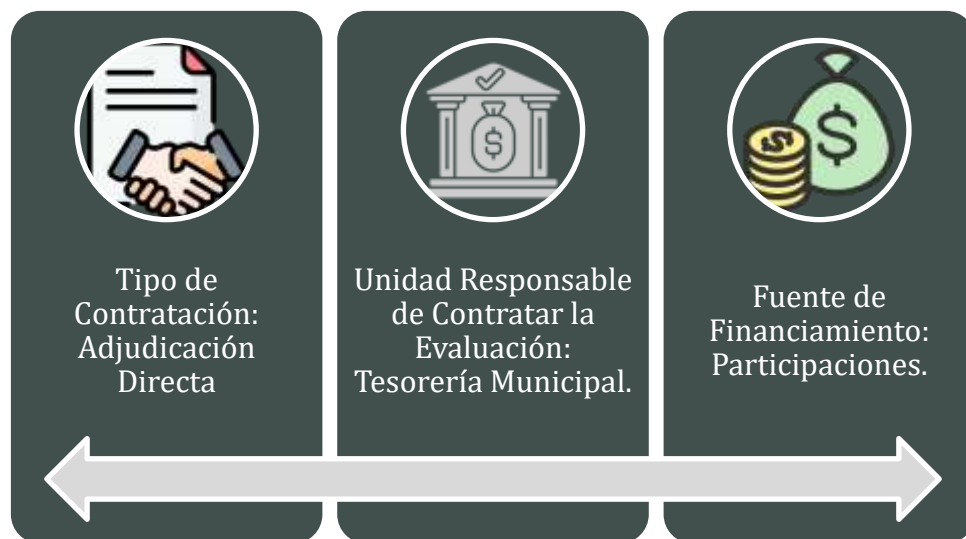 Tipo de
Contratación:
Adjudicación
Directa
Unidad Responsable
de Contratar la
Evaluación:
Tesorería Municipal.
Fuente de
Financiamiento:
Participaciones.